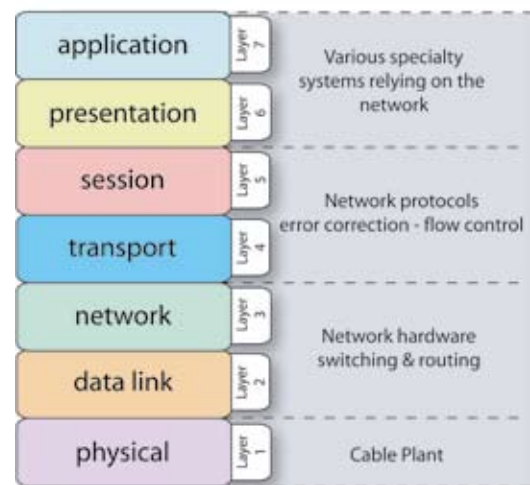 application
Layer
7
presentation
Layer
6
Various specialty
systems relying on the
network
session
Layer
5
transport
Layer
4
Network protocols
error correction - flow control
network
Layer
3
data link
Layer
2
Network hardware
switching & routing
physical
Layer
1
Cable Plant